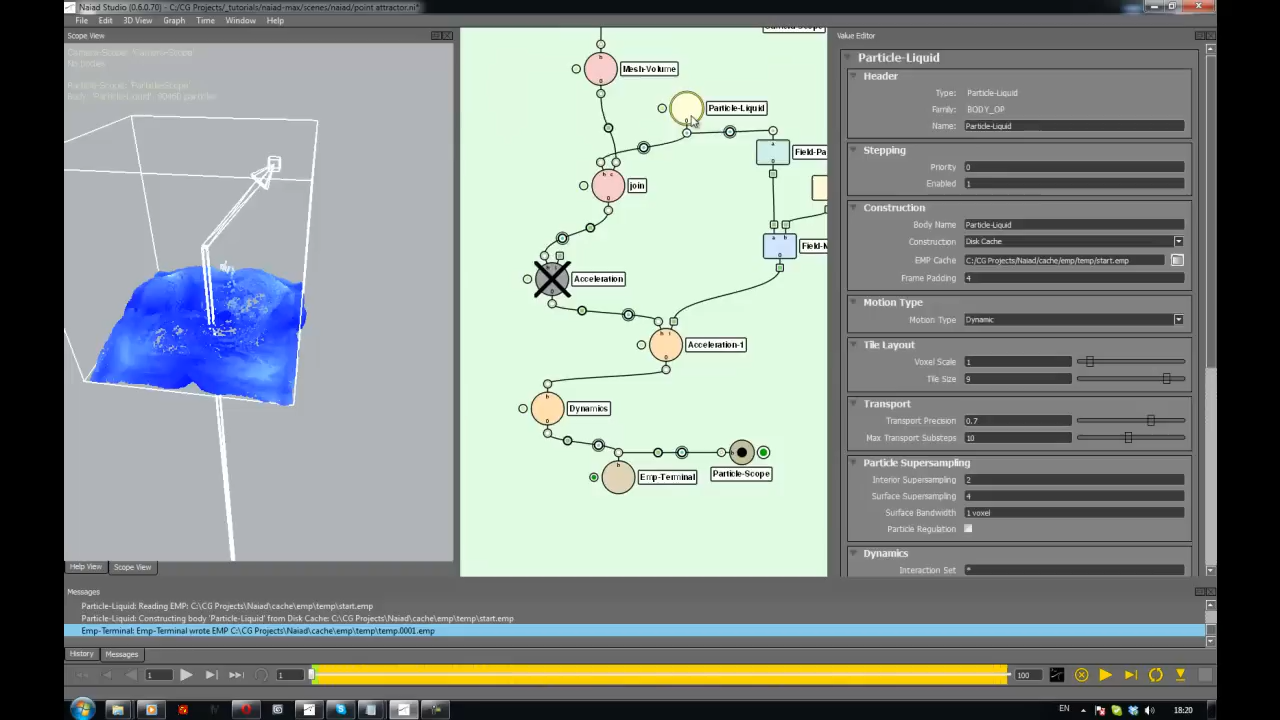 Naiad Studio (0.6.0.70) - C:/CG Projects/_tutorials/naiad-max/scenes/naiad/point attractor.ni*
File Edit 3D View Graph Time Window Help
Scope View
Value Editor
Camera-Scope: Camera-Scope
Particle-Scope: Particle-Scope
Mesh-Volume
Particle-Liquid
Field-Pa
join
Field-M
Acceleration
Acceleration-1
Dynamics
Emp-Terminal
Particle-Scope
Particle-Liquid
Header
Type: Particle-Liquid
Family: BODY_OP
Name: Particle-Liquid
Stepping
Priority 0
Enabled 1
Construction
Body Name Particle-Liquid
Construction Disk Cache
EMP Cache C:/CG Projects/Naiad/cache/emp/temp/start.emp
Frame Padding 4
Motion Type
Motion Type Dynamic
Tile Layout
Voxel Scale 1
Tile Size 9
Transport
Transport Precision 0.7
Max Transport Substeps 10
Particle Supersampling
Interior Supersampling 2
Surface Supersampling 4
Surface Bandwidth 1 voxel
Particle Regulation
Dynamics
Interaction Set *
Help View Scope View
Messages
Particle-Liquid: Reading EMP: C:\CG Projects\Naiad\cache\emp\temp\start.emp
Particle-Liquid: Constructing body 'Particle-Liquid' from Disk Cache: C:/CG Projects/Naiad/cache/emp/temp/start.emp
Emp-Terminal: Emp-Terminal wrote EMP C:\CG Projects\Naiad\cache\emp\temp\temp.0001.emp
History Messages
1 1 100
EN 18:20